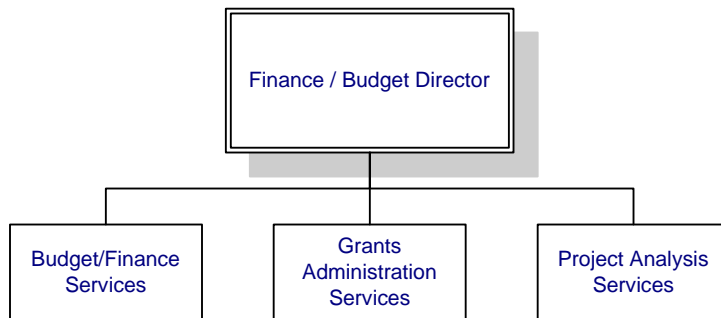 Finance / Budget Director
Budget/Finance
Services
Grants
Administration
Services
Project Analysis
Services